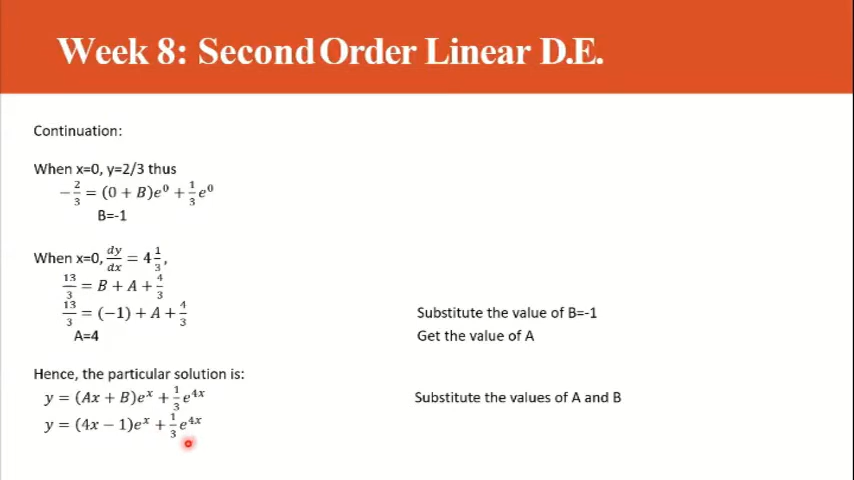 Week 8: Second Order Linear D.E.
Continuation:
When x=0, y=2/3 thus
−2/3 = (0 + B)e⁰ + 1/3 e⁰
B=-1
When x=0, dy/dx = 4 1/3,
13/3 = B + A + 4/3
13/3 = (−1) + A + 4/3
Substitute the value of B=-1
A=4
Get the value of A
Hence, the particular solution is:
y = (Ax + B)eˣ + 1/3 e⁴ˣ
Substitute the values of A and B
y = (4x − 1)eˣ + 1/3 e⁴ˣ